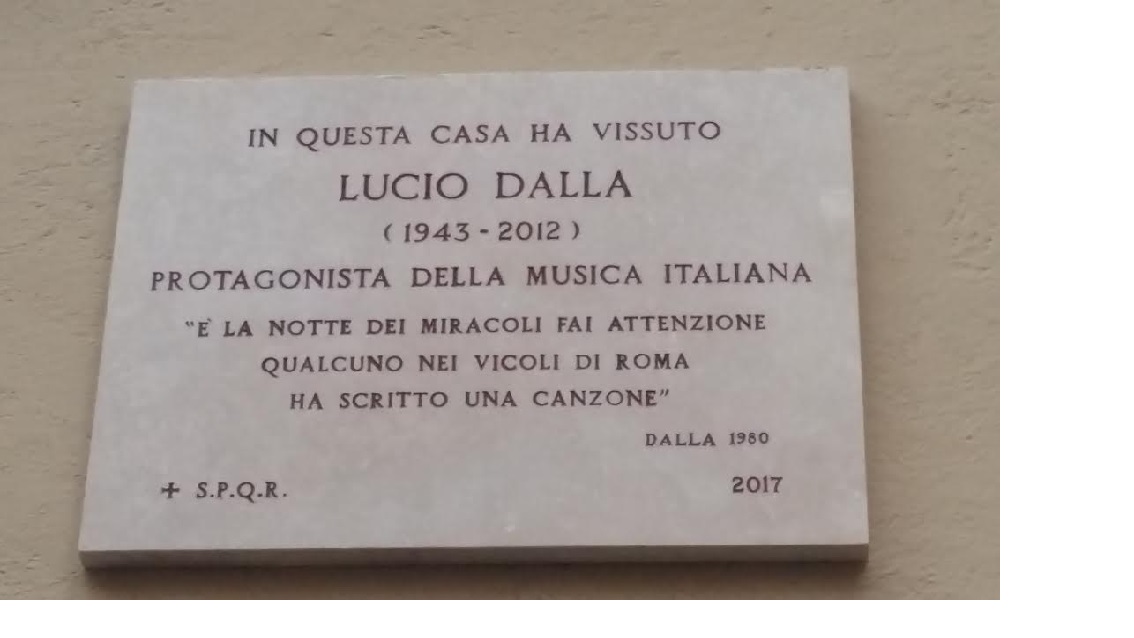 IN QUESTA CASA HA VISSUTO
LUCIO DALLA
( 1943 - 2012 )
PROTAGONISTA DELLA MUSICA ITALIANA
"E' LA NOTTE DEI MIRACOLI FAI ATTENZIONE
QUALCUNO NEI VICOLI DI ROMA
HA SCRITTO UNA CANZONE"
DALLA 1980
+ S.P.Q.R. 2017